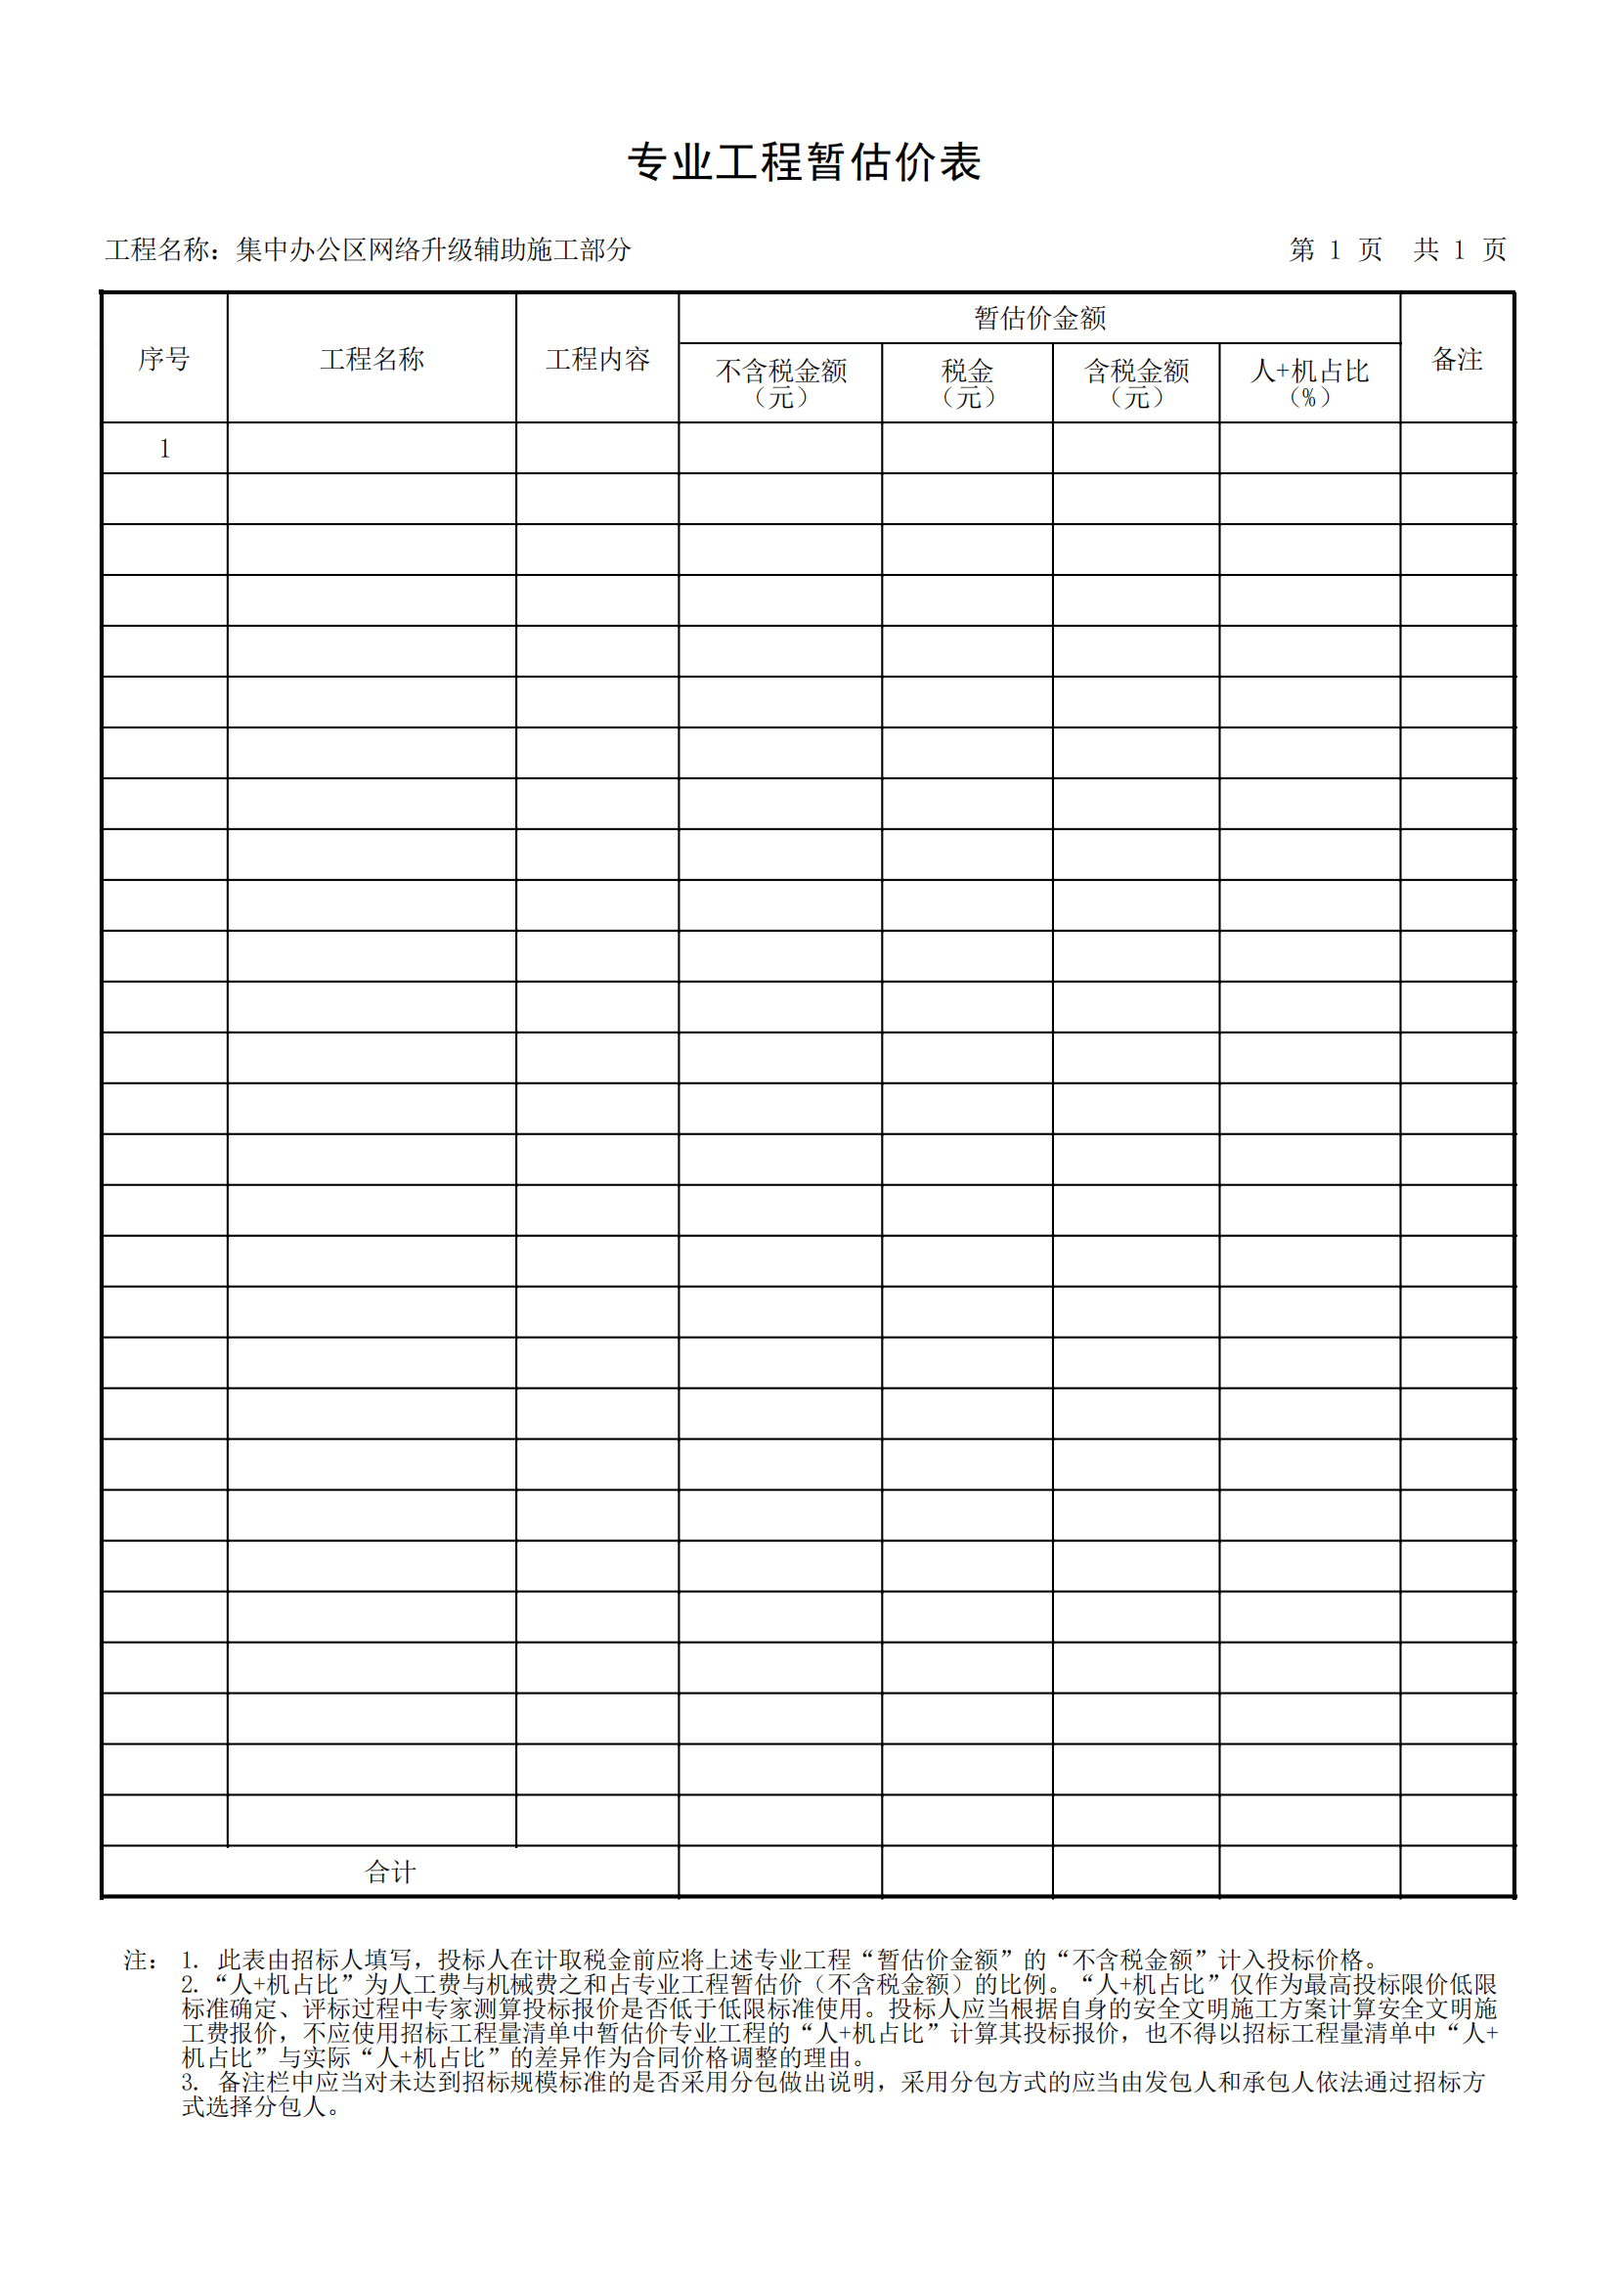 专业工程暂估价表
工程名称：集中办公区网络升级辅助施工部分 第 1 页 共 1 页
序号 工程名称 工程内容 暂估价金额 备注
不含税金额（元） 税金（元） 含税金额（元） 人+机占比（%）
1
合计
注： 1. 此表由招标人填写，投标人在计取税金前应将上述专业工程“暂估价金额”的“不含税金额”计入投标价格。
2.“人+机占比”为人工费与机械费之和占专业工程暂估价（不含税金额）的比例。“人+机占比”仅作为最高投标限价低限
标准确定、评标过程中专家测算投标报价是否低于低限标准使用。投标人应当根据自身的安全文明施工方案计算安全文明施
工费报价，不应使用招标工程量清单中暂估价专业工程的“人+机占比”计算其投标报价，也不得以招标工程量清单中“人+
机占比”与实际“人+机占比”的差异作为合同价格调整的理由。
3. 备注栏中应当对未达到招标规模标准的是否采用分包做出说明，采用分包方式的应当由发包人和承包人依法通过招标方
式选择分包人。